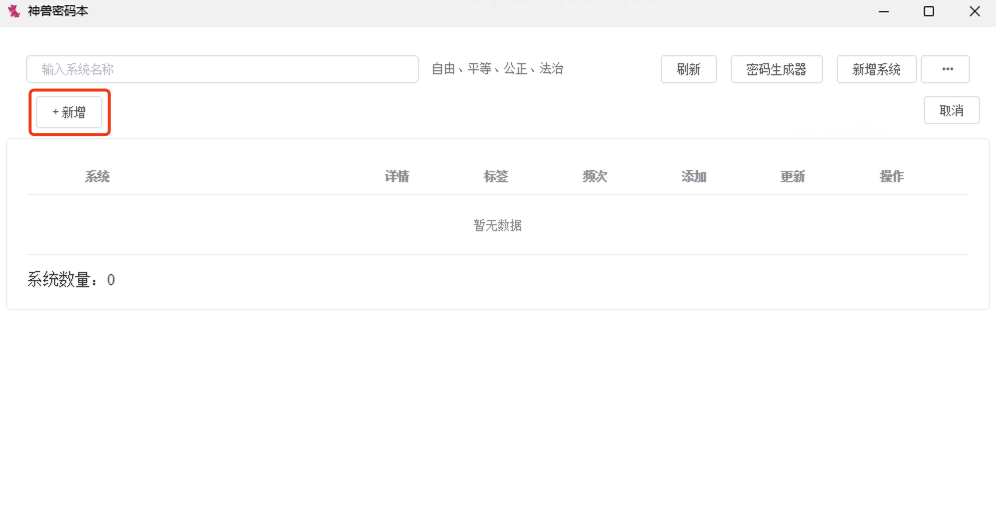 神兽密码本
输入系统名称 自由、平等、公正、法治 刷新 密码生成器 新增系统 ···
+ 新增 取消
系统 详情 标签 频次 添加 更新 操作
暂无数据
系统数量：0